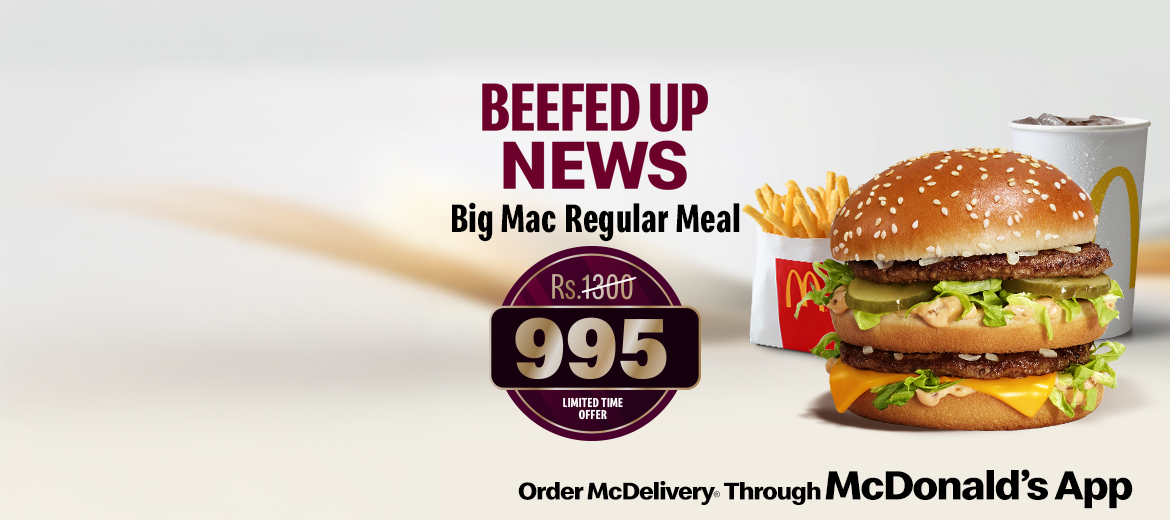 BEEFED UP
NEWS
Big Mac Regular Meal
Rs.1300
995
LIMITED TIME
OFFER
Order McDelivery® Through McDonald's App